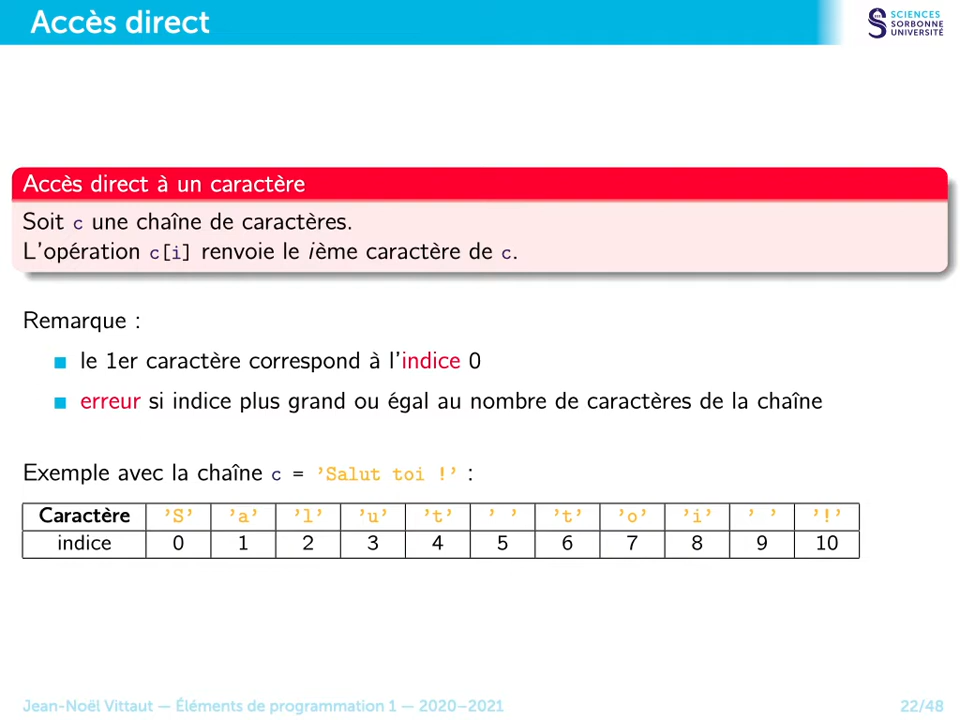 Accès direct
SCIENCES
SORBONNE
UNIVERSITÉ
Accès direct à un caractère
Soit c une chaîne de caractères.
L'opération c[i] renvoie le ième caractère de c.
Remarque :
le 1er caractère correspond à l'indice 0
erreur si indice plus grand ou égal au nombre de caractères de la chaîne
Exemple avec la chaîne c = 'Salut toi !' :
Caractère 'S' 'a' 'l' 'u' 't' ' ' 't' 'o' 'i' ' ' '!'
indice 0 1 2 3 4 5 6 7 8 9 10
Jean-Noël Vittaut — Éléments de programmation 1 — 2020–2021 22/48